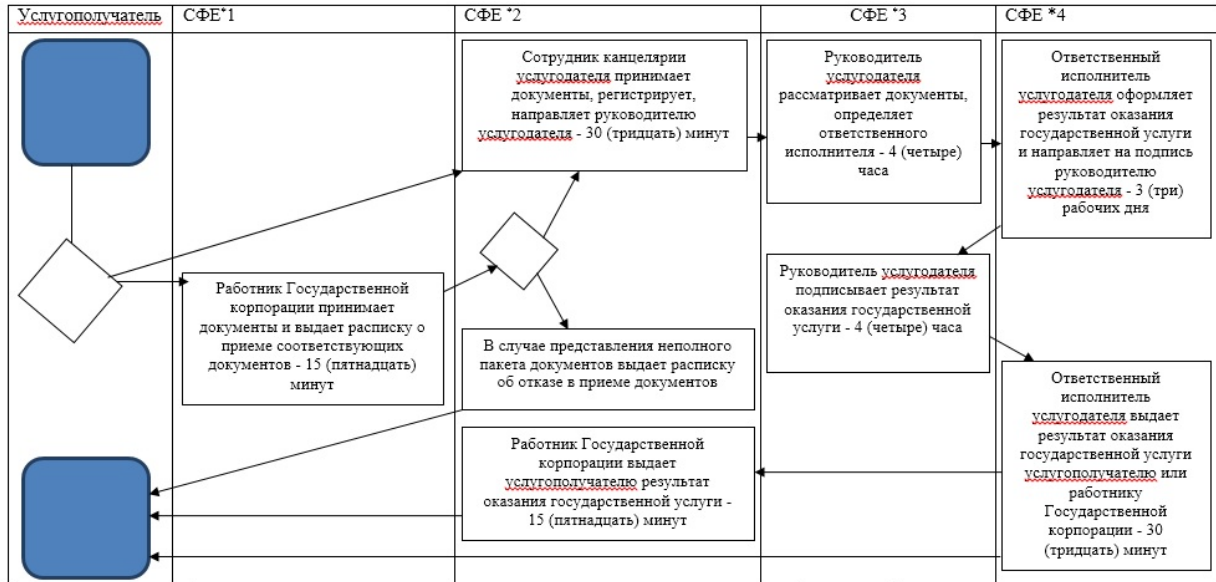 Услугополучатель
СФЕ*1
СФЕ *2
СФЕ *3
СФЕ *4
Сотрудник канцелярии
услугодателя принимает
документы, регистрирует,
направляет руководителю
услугодателя - 30 (тридцать) минут
Руководитель
услугодателя
рассматривает документы,
определяет
ответственного
исполнителя - 4 (четыре)
часа
Ответственный
исполнитель
услугодателя оформляет
результат оказания
государственной услуги
и направляет на подпись
руководителю
услугодателя - 3 (три)
рабочих дня
Работник Государственной
корпорации принимает
документы и выдает расписку о
приеме соответствующих
документов - 15 (пятнадцать)
минут
Руководитель услугодателя
подписывает результат
оказания государственной
услуги - 4 (четыре) часа
В случае представления неполного
пакета документов выдает расписку
об отказе в приеме документов
Ответственный
исполнитель
услугодателя выдает
результат оказания
государственной услуги
услугополучателю или
работнику
Государственной
корпорации - 30
(тридцать) минут
Работник Государственной
корпорации выдает
услугополучателю результат
оказания государственной услуги -
15 (пятнадцать) минут